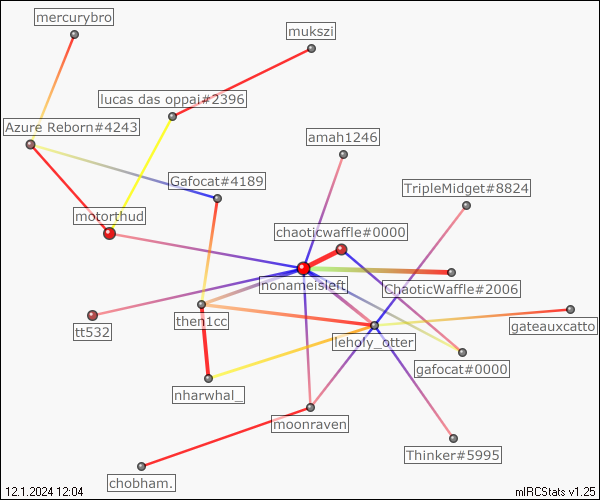 mercurybro
mukszi
lucas das oppai#2396
Azure Reborn#4243
amah1246
Gafocat#4189
TripleMidget#8824
motorthud
chaoticwaffle#0000
nonameisleft
ChaoticWaffle#2006
tt532
then1cc
leholy_otter
gateauxcatto
gafocat#0000
nharwhal_
moonraven
Thinker#5995
chobham.
12.1.2024 12:04
mIRCStats v1.25